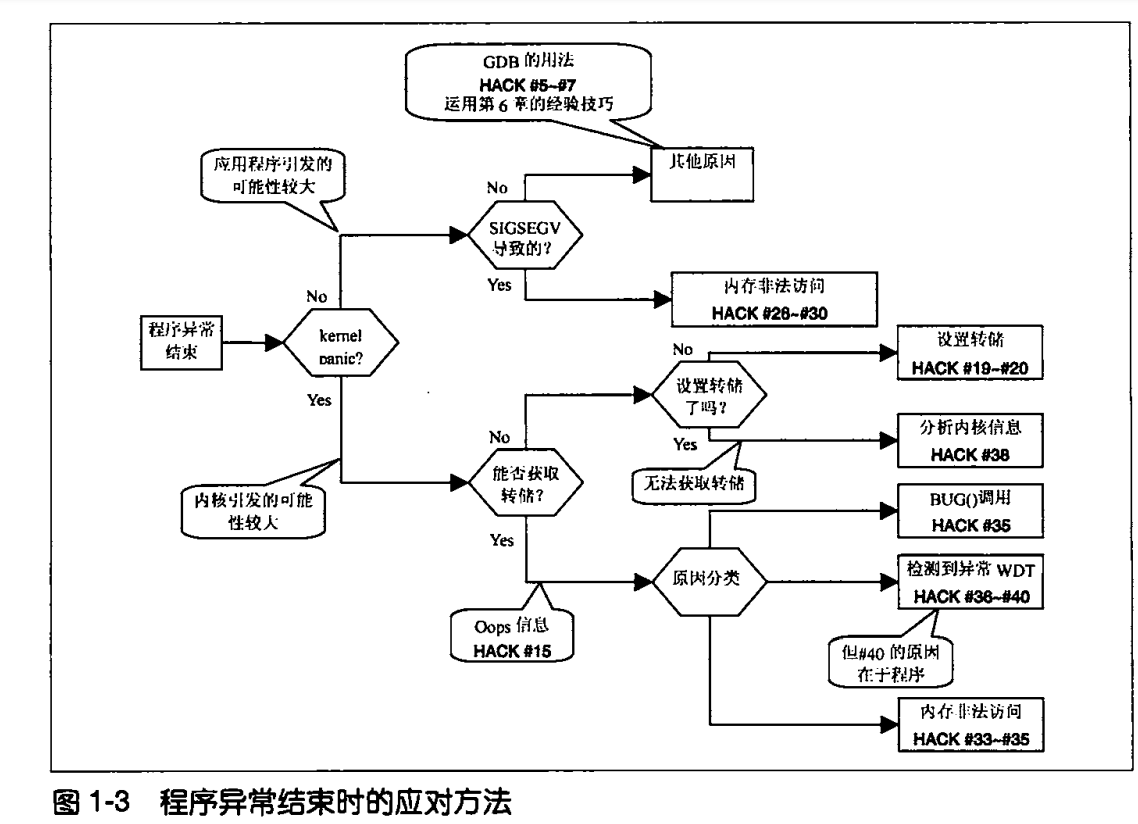 GDB 的用法
HACK #5~#7
运用第 6 章的经验技巧
应用程序引发的
可能性较大
其他原因
No
SIGSEGV
导致的?
Yes
内存非法访问
HACK #26~#30
No
程序异常
结束
kernel
panic?
Yes
No
设置转储
HACK #19~#20
设置转储
了吗?
Yes
分析内核信息
HACK #38
无法获取转储
No
能否获取
转储?
内核引发的可能
性较大
Yes
BUG()调用
HACK #35
原因分类
检测到异常 WDT
HACK #36~#40
Oops 信息
HACK #15
但#40 的原因
在于程序
内存非法访问
HACK #33~#35
图 1-3 程序异常结束时的应对方法